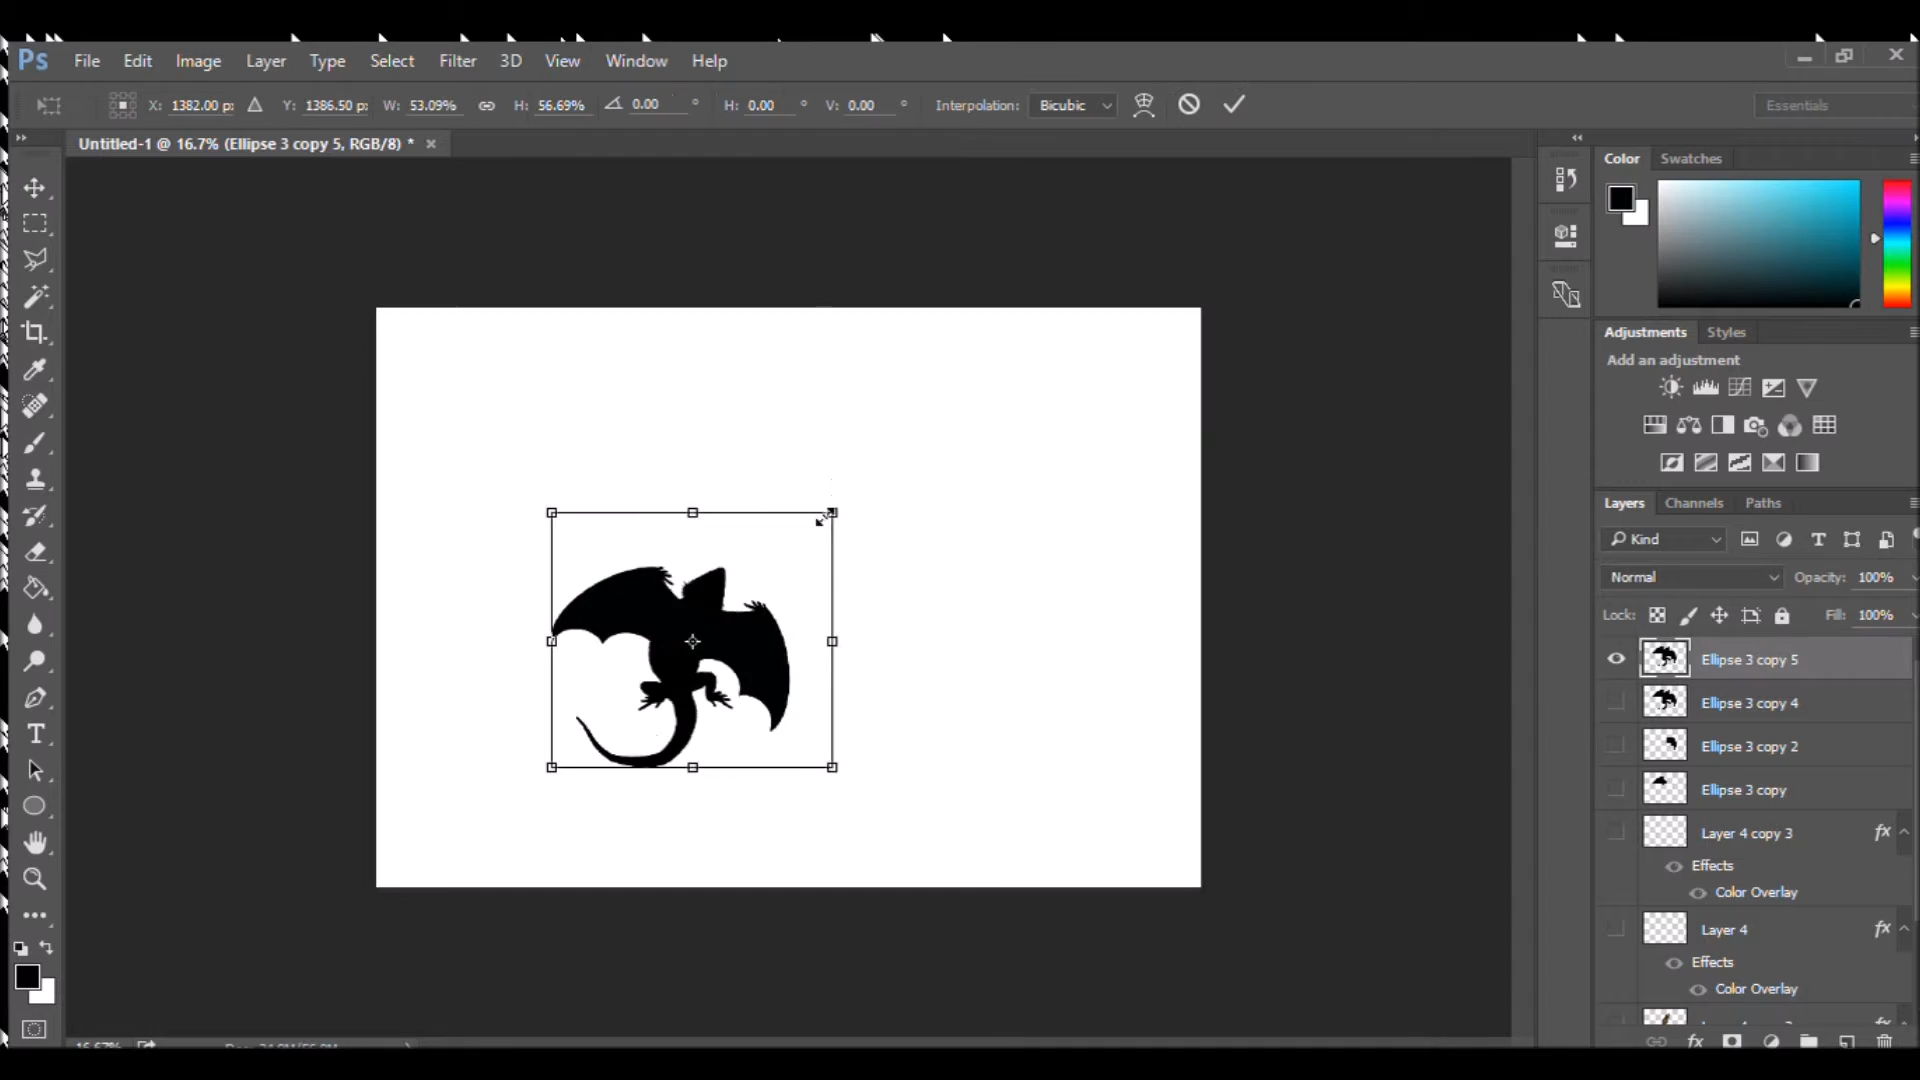 Ps File Edit Image Layer Type Select Filter 3D View Window Help
X: 1382.00 p: Y: 1386.50 p: W: 53.09% H: 56.69% 0.00 ° H: 0.00 ° V: 0.00 ° Interpolation: Bicubic Essentials
Untitled-1 @ 16.7% (Ellipse 3 copy 5, RGB/8) *
Color Swatches
Adjustments Styles
Add an adjustment
Layers Channels Paths
Kind
Normal Opacity: 100%
Lock: Fill: 100%
Ellipse 3 copy 5
Ellipse 3 copy 4
Ellipse 3 copy 2
Ellipse 3 copy
Layer 4 copy 3 fx
Effects
Color Overlay
Layer 4 fx
Effects
Color Overlay
fx